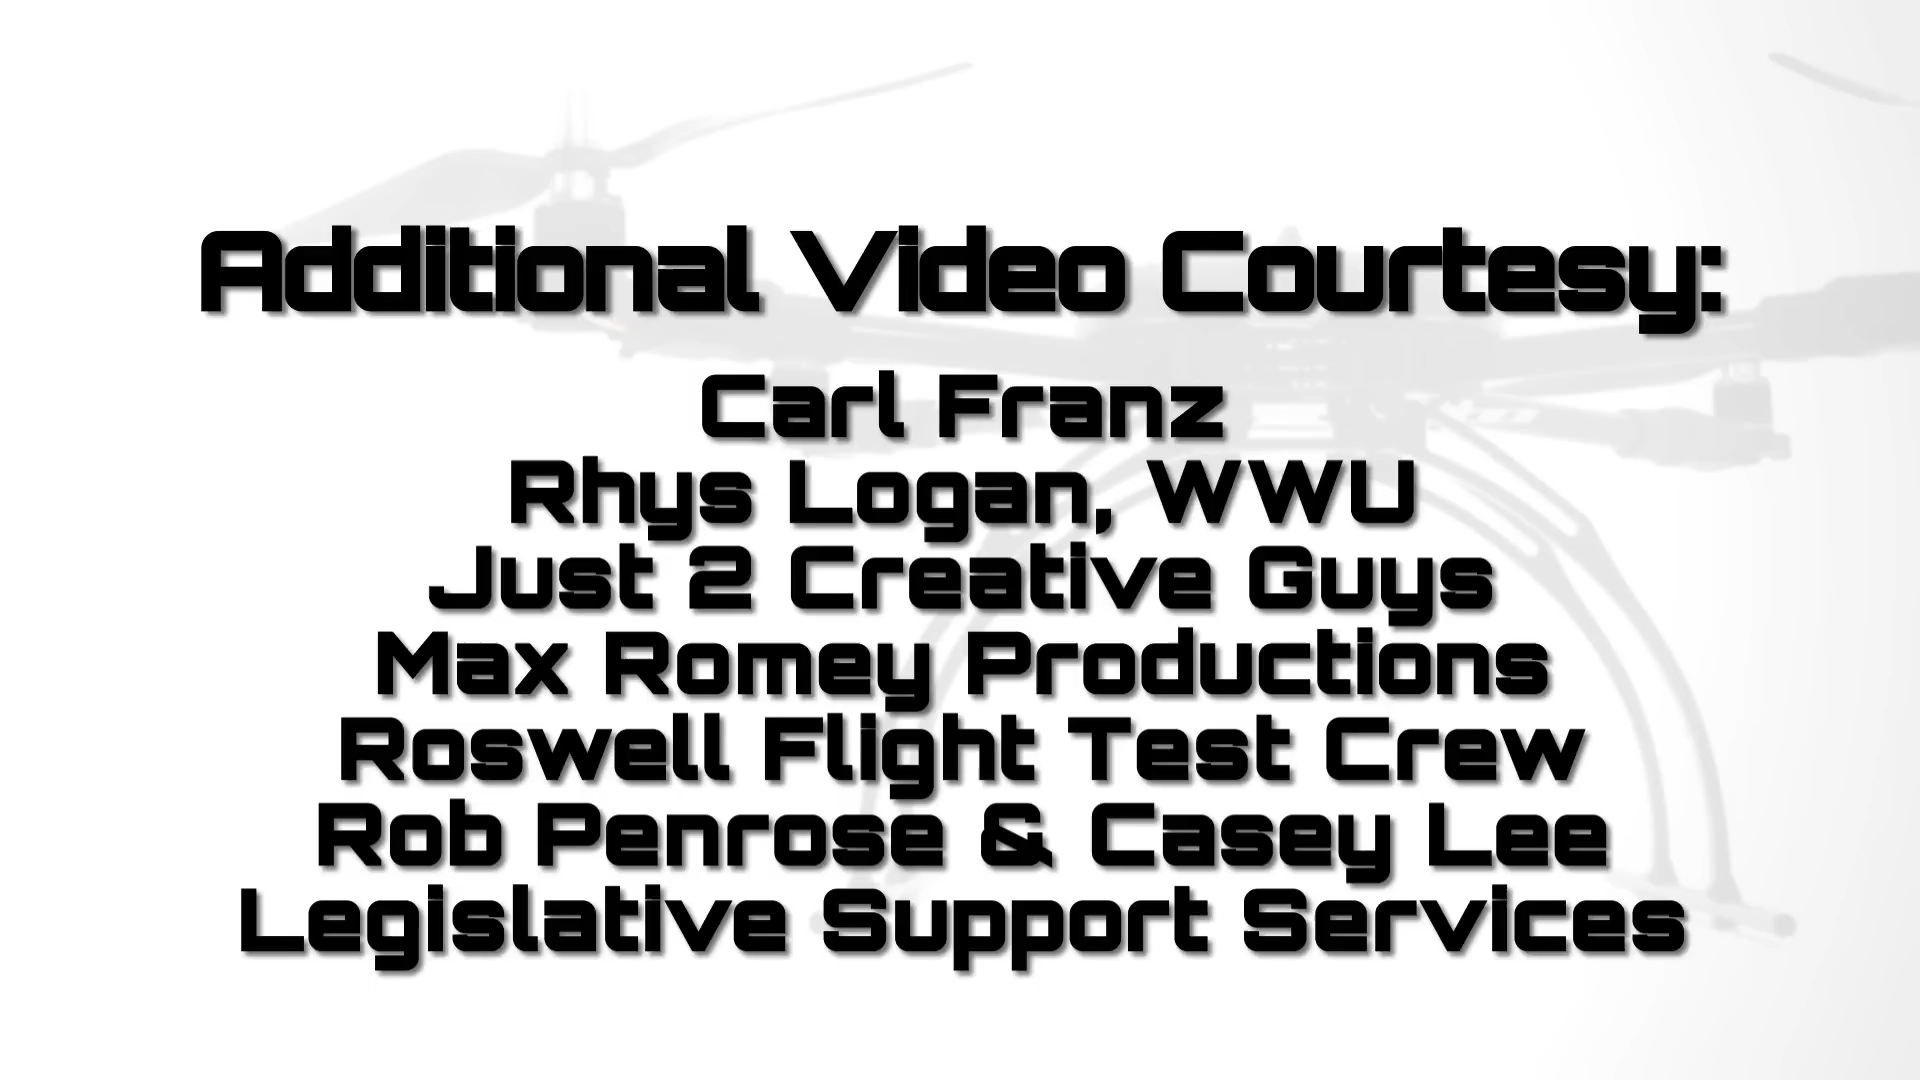 Additional Video Courtesy:
Carl Franz
Rhys Logan, WWU
Just 2 Creative Guys
Max Romey Productions
Roswell Flight Test Crew
Rob Penrose & Casey Lee
Legislative Support Services